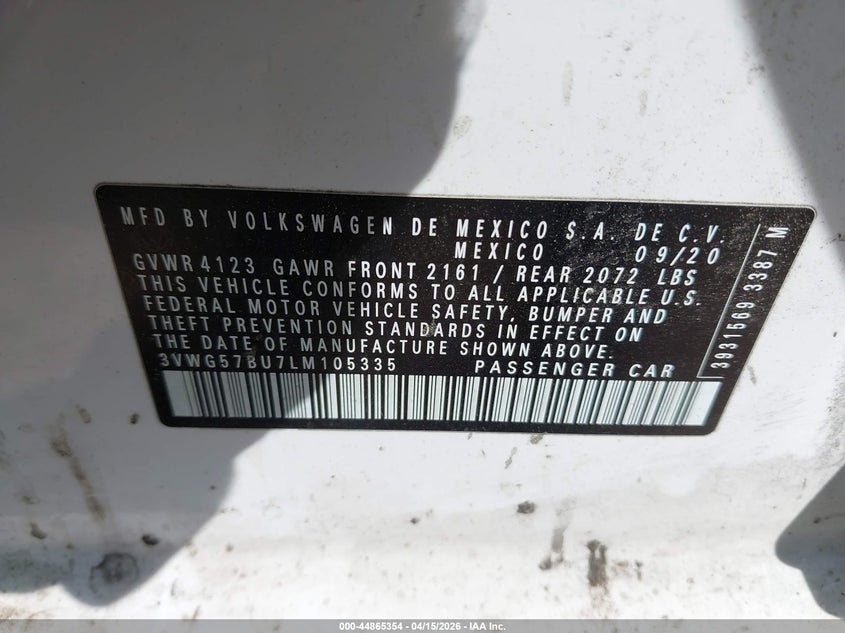 MFD BY VOLKSWAGEN DE MEXICO S.A. DE C.V.
MEXICO 09/20
GVWR 4123 GAWR FRONT 2161 / REAR 2072 LBS
THIS VEHICLE CONFORMS TO ALL APPLICABLE U.S.
FEDERAL MOTOR VEHICLE SAFETY, BUMPER AND
THEFT PREVENTION STANDARDS IN EFFECT ON
THE DATE OF MANUFACTURE SHOWN ABOVE.
3VWG57BU7LM105335 PASSENGER CAR
3931569 3387 M
000-44865354 | 04/15/2026 - IAA Inc.